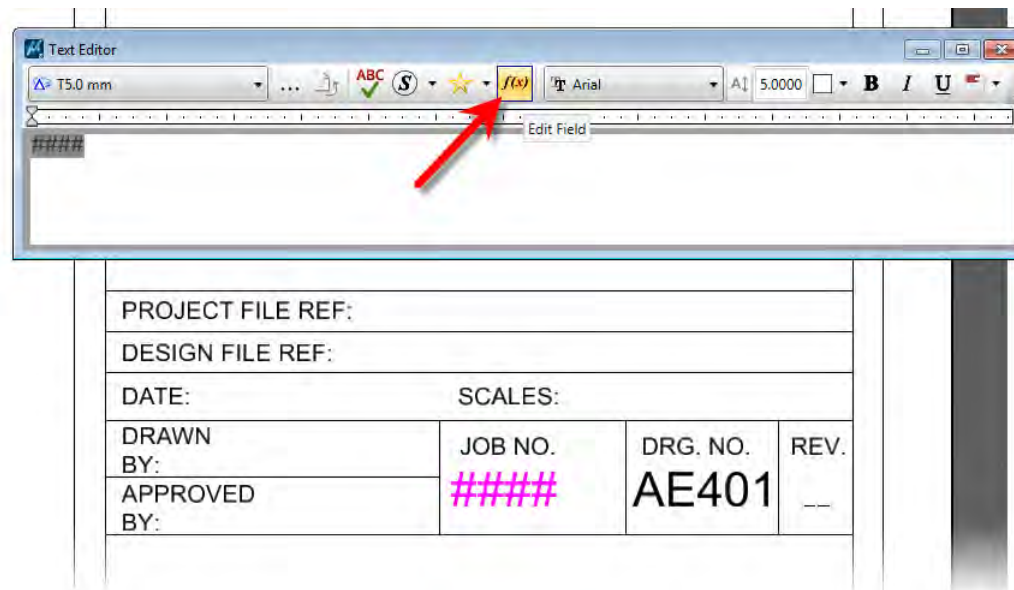 Text Editor
T5.0 mm ... ABC S f(x) Arial 5.0000 B I U
Edit Field
####
PROJECT FILE REF:
DESIGN FILE REF:
DATE: SCALES:
DRAWN
BY:
JOB NO. DRG. NO. REV.
#### AE401 __
APPROVED
BY: